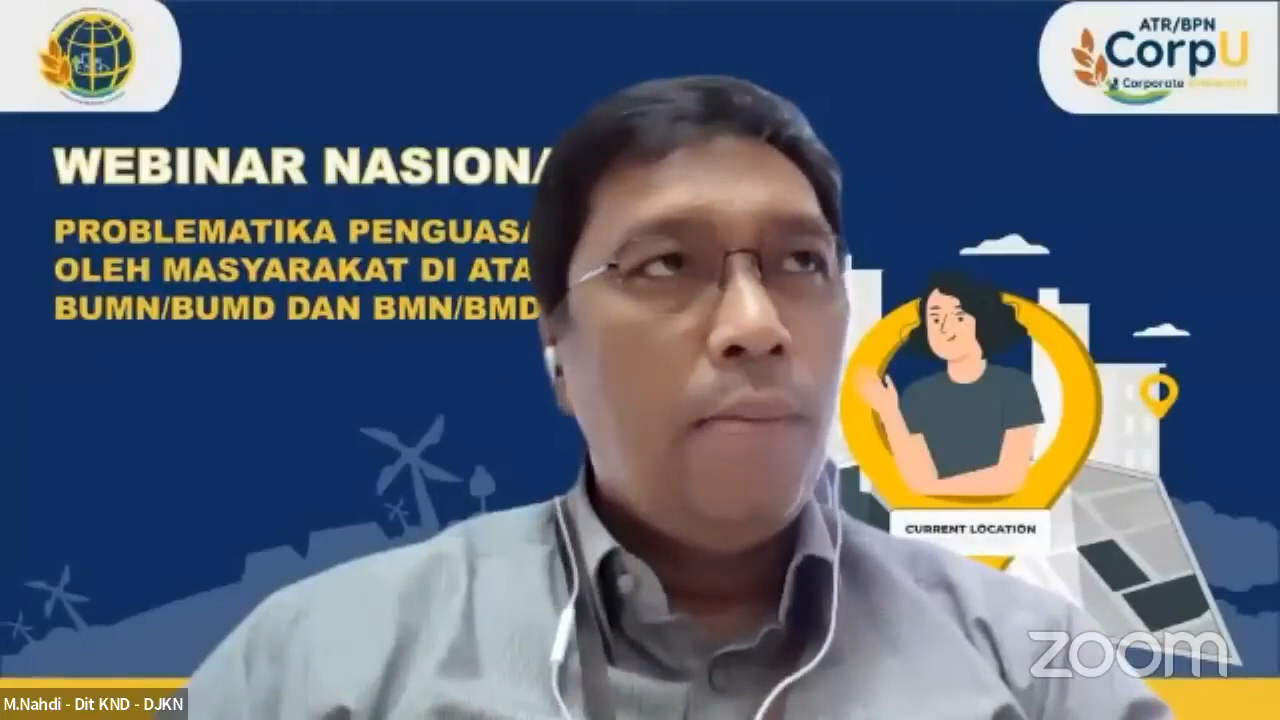 ATR/BPN
CorpU
Corporate
WEBINAR NASION
PROBLEMATIKA PENGUASA
OLEH MASYARAKAT DI ATA
BUMN/BUMD DAN BMN/BMD
CURRENT LOCATION
zoom
M.Nahdi - Dit KND - DJKN